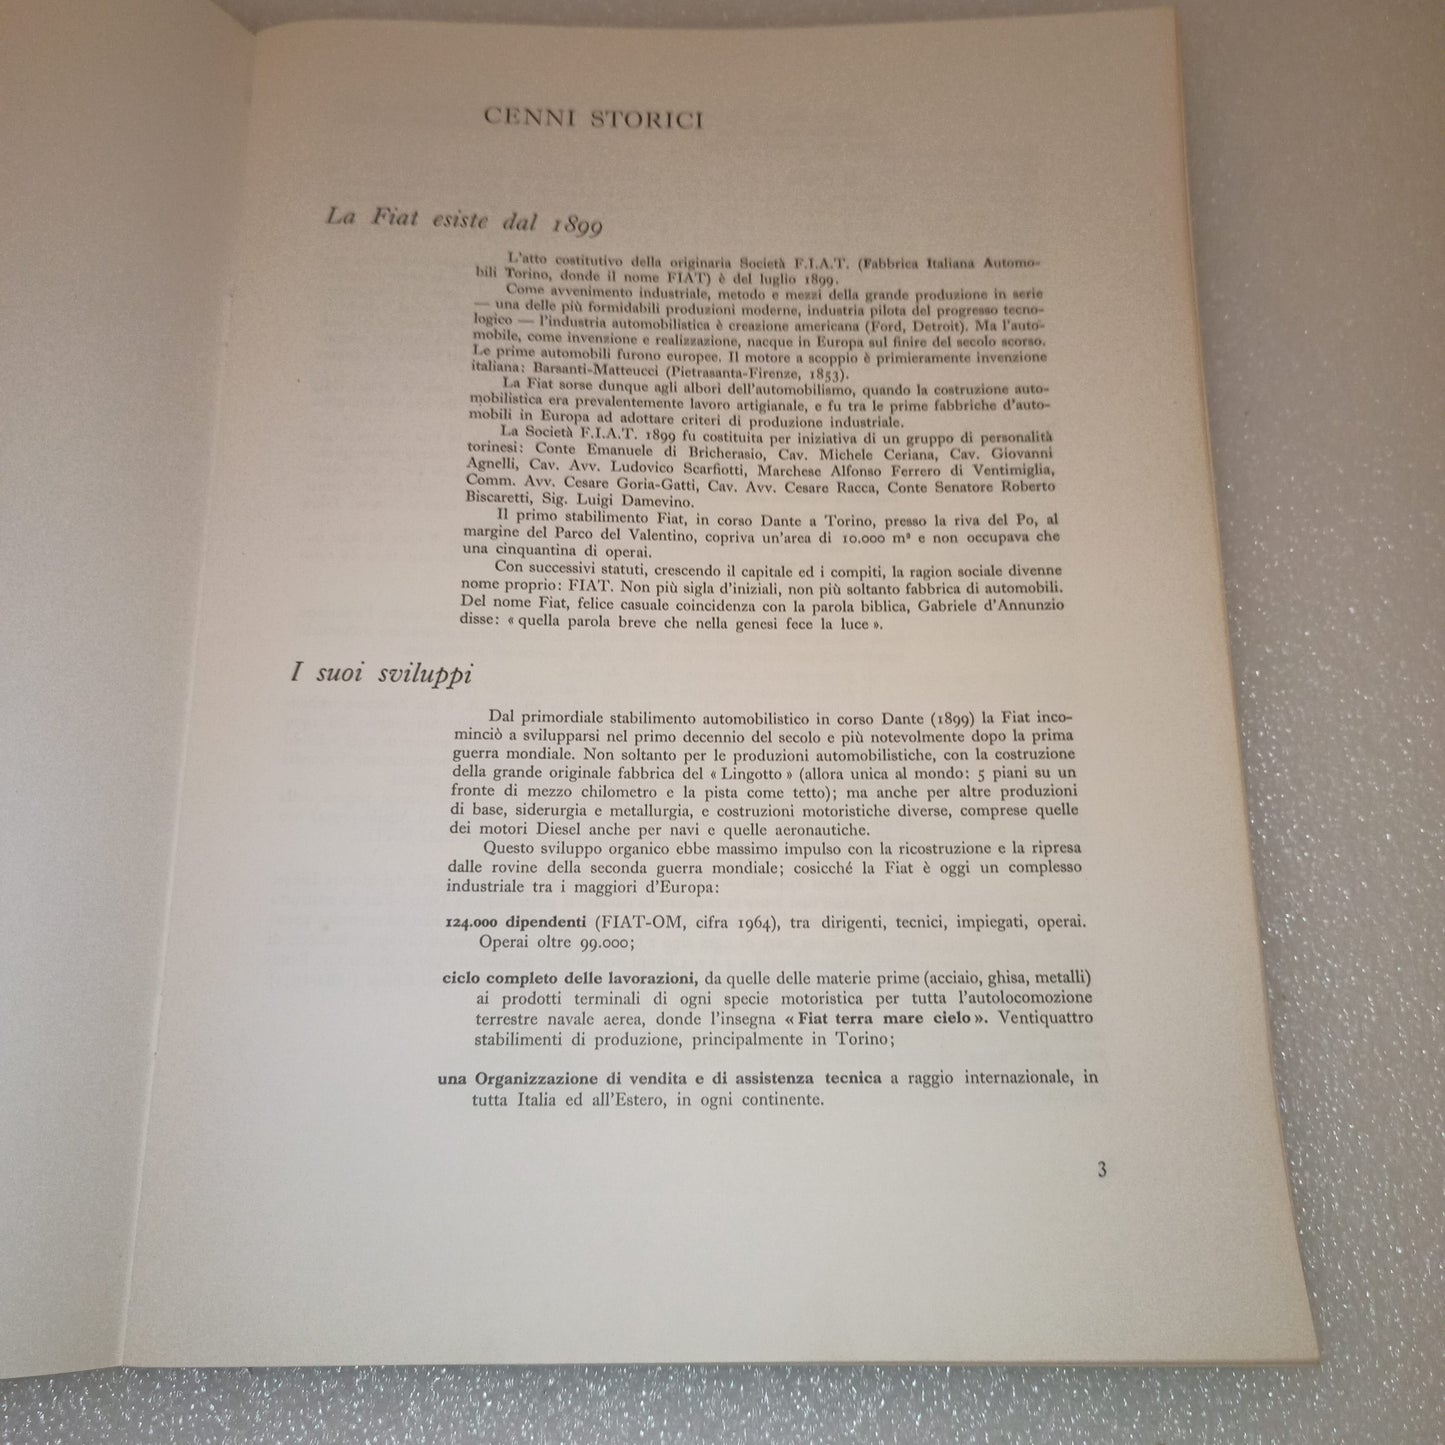 CENNI STORICI
La Fiat esiste dal 1899
L'atto costitutivo della originaria Società F.I.A.T. (Fabbrica Italiana Automo-
bili Torino, donde il nome FIAT) è del luglio 1899.
Come avvenimento industriale, metodo e mezzi della grande produzione in serie
— una delle più formidabili produzioni moderne, industria pilota del progresso tecno-
logico — l'industria automobilistica è creazione americana (Ford, Detroit). Ma l'auto-
mobile, come invenzione e realizzazione, nacque in Europa sul finire del secolo scorso.
Le prime automobili furono europee. Il motore a scoppio è primieramente invenzione
italiana: Barsanti-Matteucci (Pietrasanta-Firenze, 1853).
La Fiat sorse dunque agli albori dell'automobilismo, quando la costruzione auto-
mobilistica era prevalentemente lavoro artigianale, e fu tra le prime fabbriche d'auto-
mobili in Europa ad adottare criteri di produzione industriale.
La Società F.I.A.T. 1899 fu costituita per iniziativa di un gruppo di personalità
torinesi: Conte Emanuele di Bricherasio, Cav. Michele Ceriana, Cav. Giovanni
Agnelli, Cav. Avv. Ludovico Scarfiotti, Marchese Alfonso Ferrero di Ventimiglia,
Comm. Avv. Cesare Goria-Gatti, Cav. Avv. Cesare Racca, Conte Senatore Roberto
Biscaretti, Sig. Luigi Damevino.
Il primo stabilimento Fiat, in corso Dante a Torino, presso la riva del Po, al
margine del Parco del Valentino, copriva un'area di 10.000 m² e non occupava che
una cinquantina di operai.
Con successivi statuti, crescendo il capitale ed i compiti, la ragion sociale divenne
nome proprio: FIAT. Non più sigla d'iniziali, non più soltanto fabbrica di automobili.
Del nome Fiat, felice casuale coincidenza con la parola biblica, Gabriele d'Annunzio
disse: « quella parola breve che nella genesi fece la luce ».
I suoi sviluppi
Dal primordiale stabilimento automobilistico in corso Dante (1899) la Fiat inco-
minciò a svilupparsi nel primo decennio del secolo e più notevolmente dopo la prima
guerra mondiale. Non soltanto per le produzioni automobilistiche, con la costruzione
della grande originale fabbrica del « Lingotto » (allora unica al mondo: 5 piani su un
fronte di mezzo chilometro e la pista come tetto); ma anche per altre produzioni
di base, siderurgia e metallurgia, e costruzioni motoristiche diverse, comprese quelle
dei motori Diesel anche per navi e quelle aeronautiche.
Questo sviluppo organico ebbe massimo impulso con la ricostruzione e la ripresa
dalle rovine della seconda guerra mondiale; cosicché la Fiat è oggi un complesso
industriale tra i maggiori d'Europa:
124.000 dipendenti (FIAT-OM, cifra 1964), tra dirigenti, tecnici, impiegati, operai.
Operai oltre 99.000;
ciclo completo delle lavorazioni, da quelle delle materie prime (acciaio, ghisa, metalli)
ai prodotti terminali di ogni specie motoristica per tutta l'autolocomozione
terrestre navale aerea, donde l'insegna « Fiat terra mare cielo ». Ventiquattro
stabilimenti di produzione, principalmente in Torino;
una Organizzazione di vendita e di assistenza tecnica a raggio internazionale, in
tutta Italia ed all'Estero, in ogni continente.
3